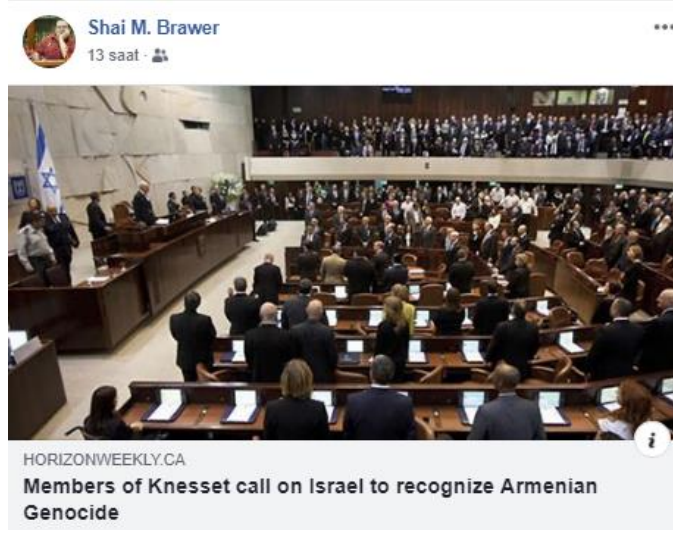 Shai M. Brawer
13 saat ·
HORIZONWEEKLY.CA
Members of Knesset call on Israel to recognize Armenian
Genocide